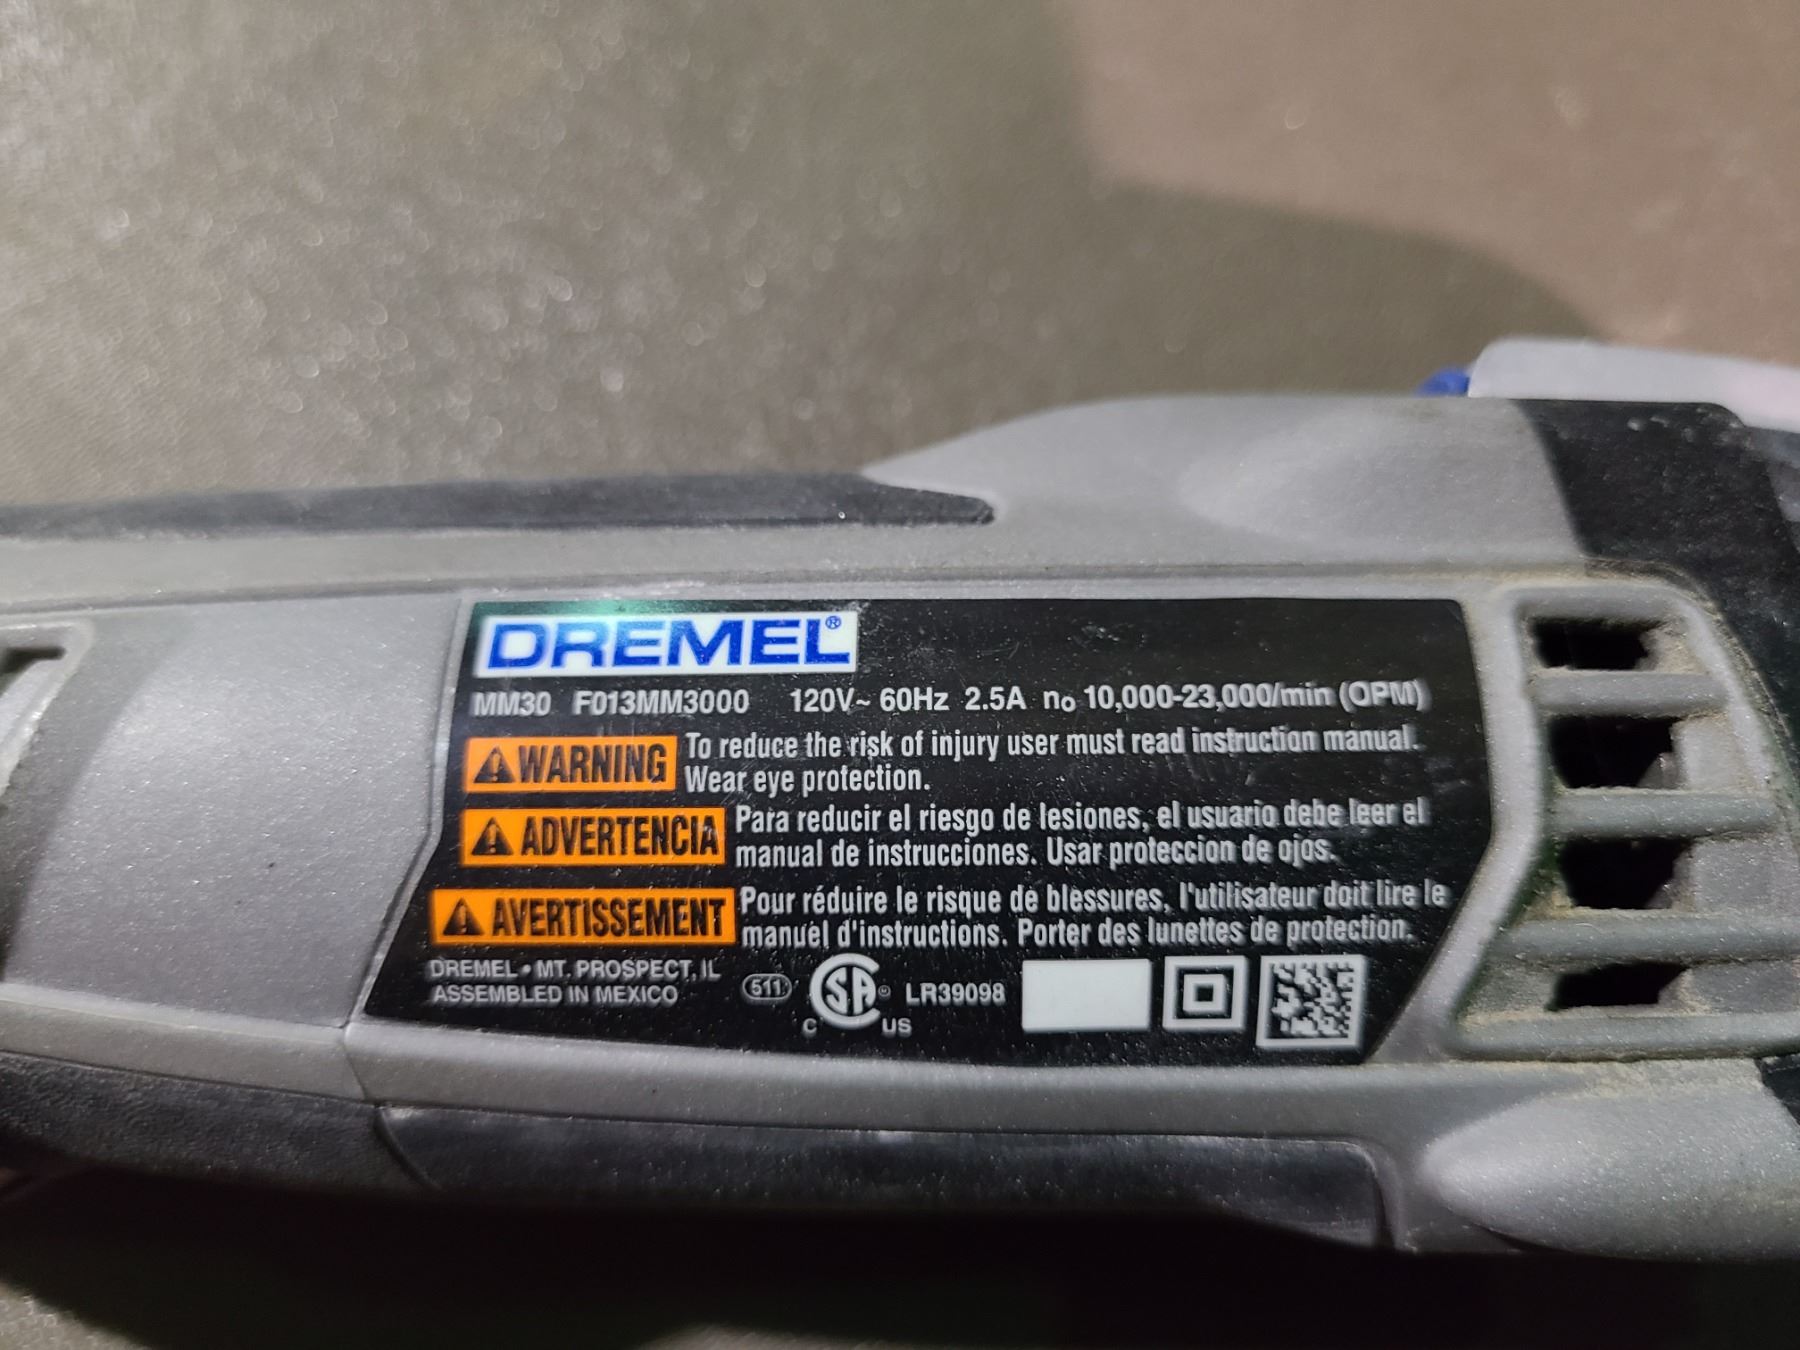 DREMEL®
MM30 F013MM3000 120V~ 60Hz 2.5A no 10,000-23,000/min (OPM)
⚠WARNING To reduce the risk of injury user must read instruction manual.
Wear eye protection.
⚠ADVERTENCIA Para reducir el riesgo de lesiones, el usuario debe leer el
manual de instrucciones. Usar proteccion de ojos.
⚠AVERTISSEMENT Pour réduire le risque de blessures, l'utilisateur doit lire le
manuel d'instructions. Porter des lunettes de protection.
DREMEL • MT. PROSPECT, IL
ASSEMBLED IN MEXICO
511
C SA® US
LR39098